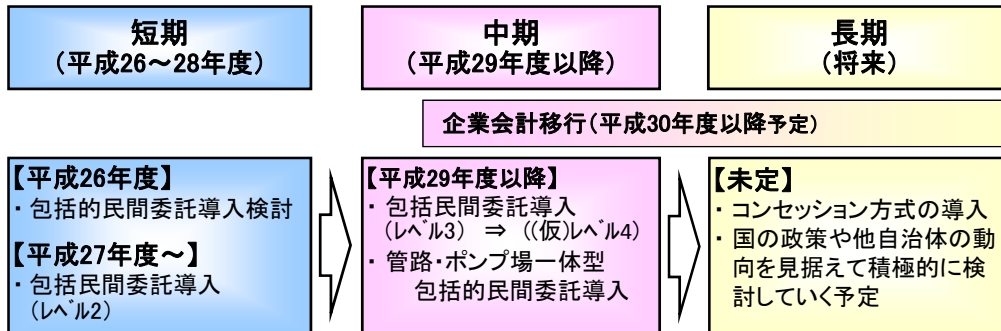 短期
（平成26～28年度）
中期
（平成29年度以降）
長期
（将来）
企業会計移行（平成30年度以降予定）
【平成26年度】
・ 包括的民間委託導入検討
【平成27年度～】
・ 包括民間委託導入
（ﾚﾍﾞﾙ2）
【平成29年度以降】
・ 包括民間委託導入
（ﾚﾍﾞﾙ3） ⇒ （(仮)ﾚﾍﾞﾙ4）
・ 管路・ポンプ場一体型
包括的民間委託導入
【未定】
・ コンセッション方式の導入
・ 国の政策や他自治体の動
向を見据えて積極的に検
討していく予定